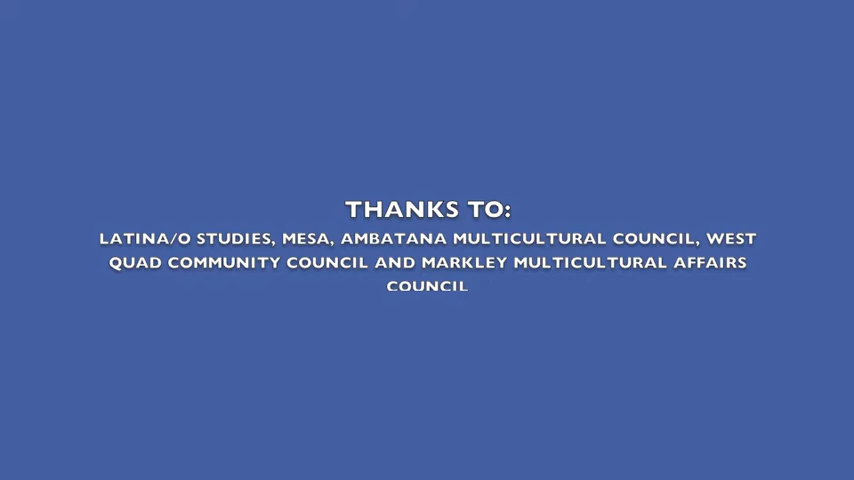 THANKS TO:
LATINA/O STUDIES, MESA, AMBATANA MULTICULTURAL COUNCIL, WEST
QUAD COMMUNITY COUNCIL AND MARKLEY MULTICULTURAL AFFAIRS
COUNCIL